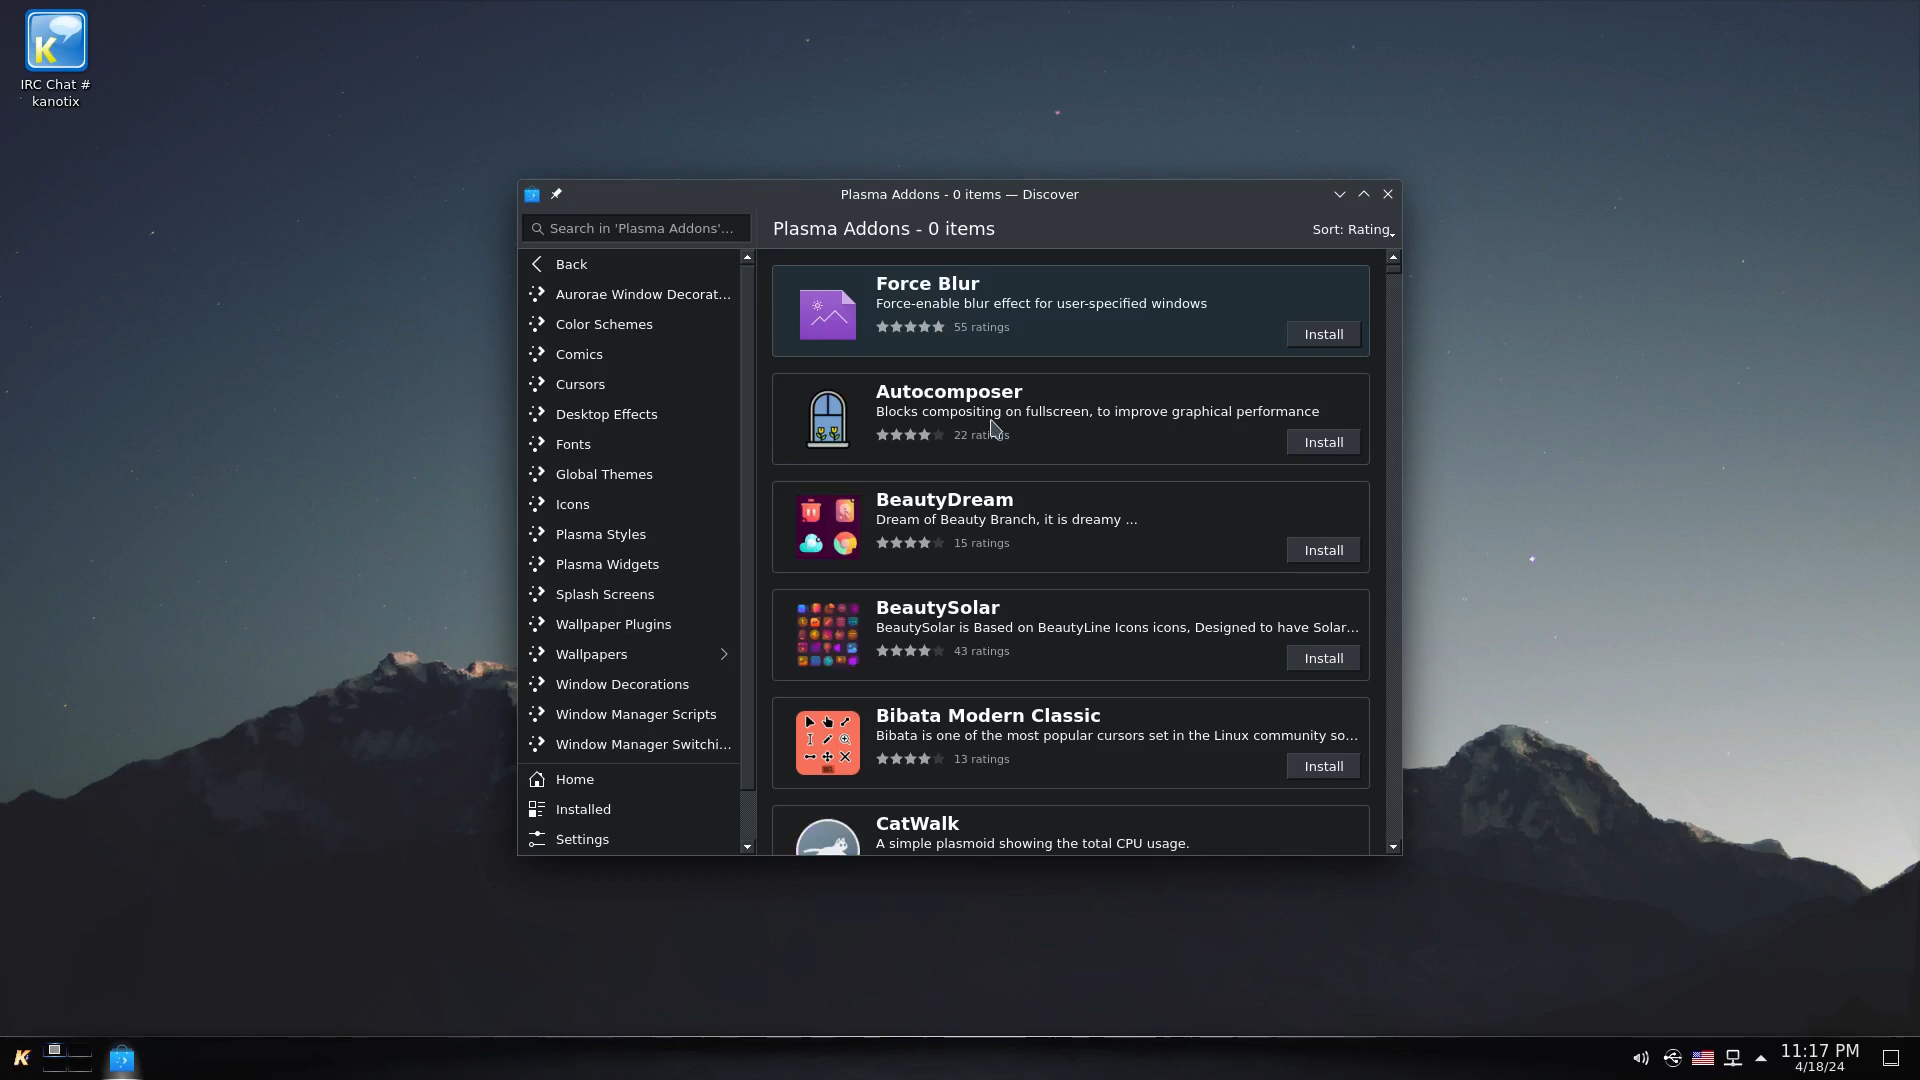 IRC Chat #
kanotix
Plasma Addons - 0 items — Discover
Search in 'Plasma Addons'...
Plasma Addons - 0 items
Sort: Rating
Back
Aurorae Window Decorat...
Color Schemes
Comics
Cursors
Desktop Effects
Fonts
Global Themes
Icons
Plasma Styles
Plasma Widgets
Splash Screens
Wallpaper Plugins
Wallpapers
Window Decorations
Window Manager Scripts
Window Manager Switchi...
Home
Installed
Settings
Force Blur
Force-enable blur effect for user-specified windows
55 ratings
Install
Autocomposer
Blocks compositing on fullscreen, to improve graphical performance
22 ratings
Install
BeautyDream
Dream of Beauty Branch, it is dreamy ...
15 ratings
Install
BeautySolar
BeautySolar is Based on BeautyLine Icons icons, Designed to have Solar...
43 ratings
Install
Bibata Modern Classic
Bibata is one of the most popular cursors set in the Linux community so...
13 ratings
Install
CatWalk
A simple plasmoid showing the total CPU usage.
11:17 PM
4/18/24